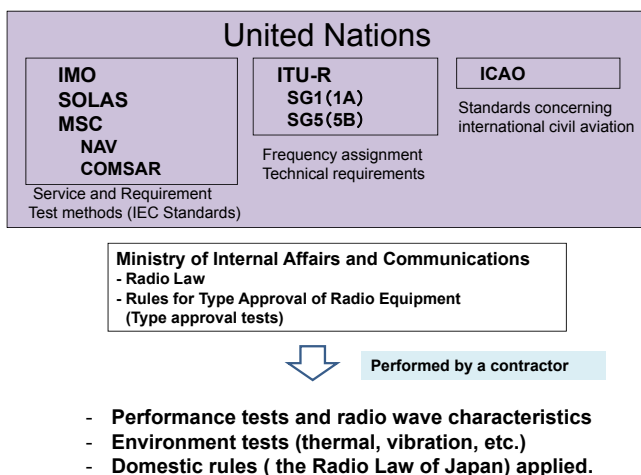 United Nations
IMO
SOLAS
MSC
NAV
COMSAR
Service and Requirement
Test methods (IEC Standards)
ITU-R
SG1(1A)
SG5(5B)
Frequency assignment
Technical requirements
ICAO
Standards concerning
international civil aviation
Ministry of Internal Affairs and Communications
- Radio Law
- Rules for Type Approval of Radio Equipment
(Type approval tests)
Performed by a contractor
- Performance tests and radio wave characteristics
- Environment tests (thermal, vibration, etc.)
- Domestic rules ( the Radio Law of Japan) applied.